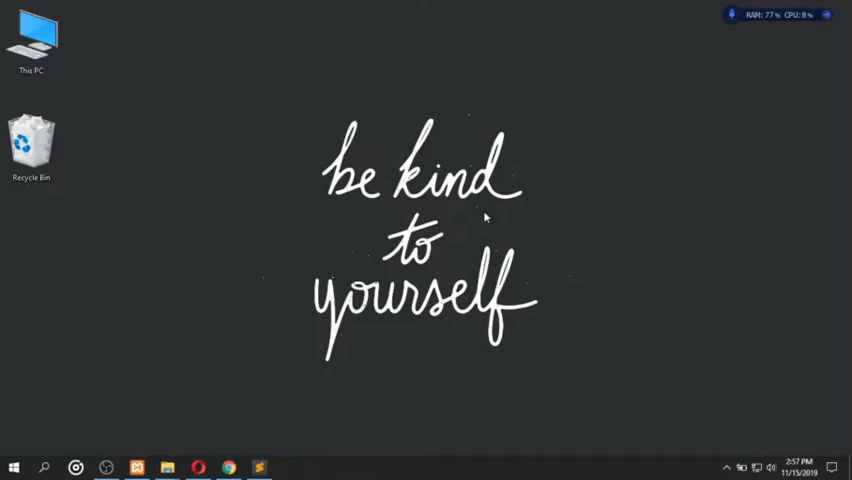 RAM: 77% CPU: 8%
This PC
Recycle Bin
be kind
to
yourself
2:57 PM
11/15/2019